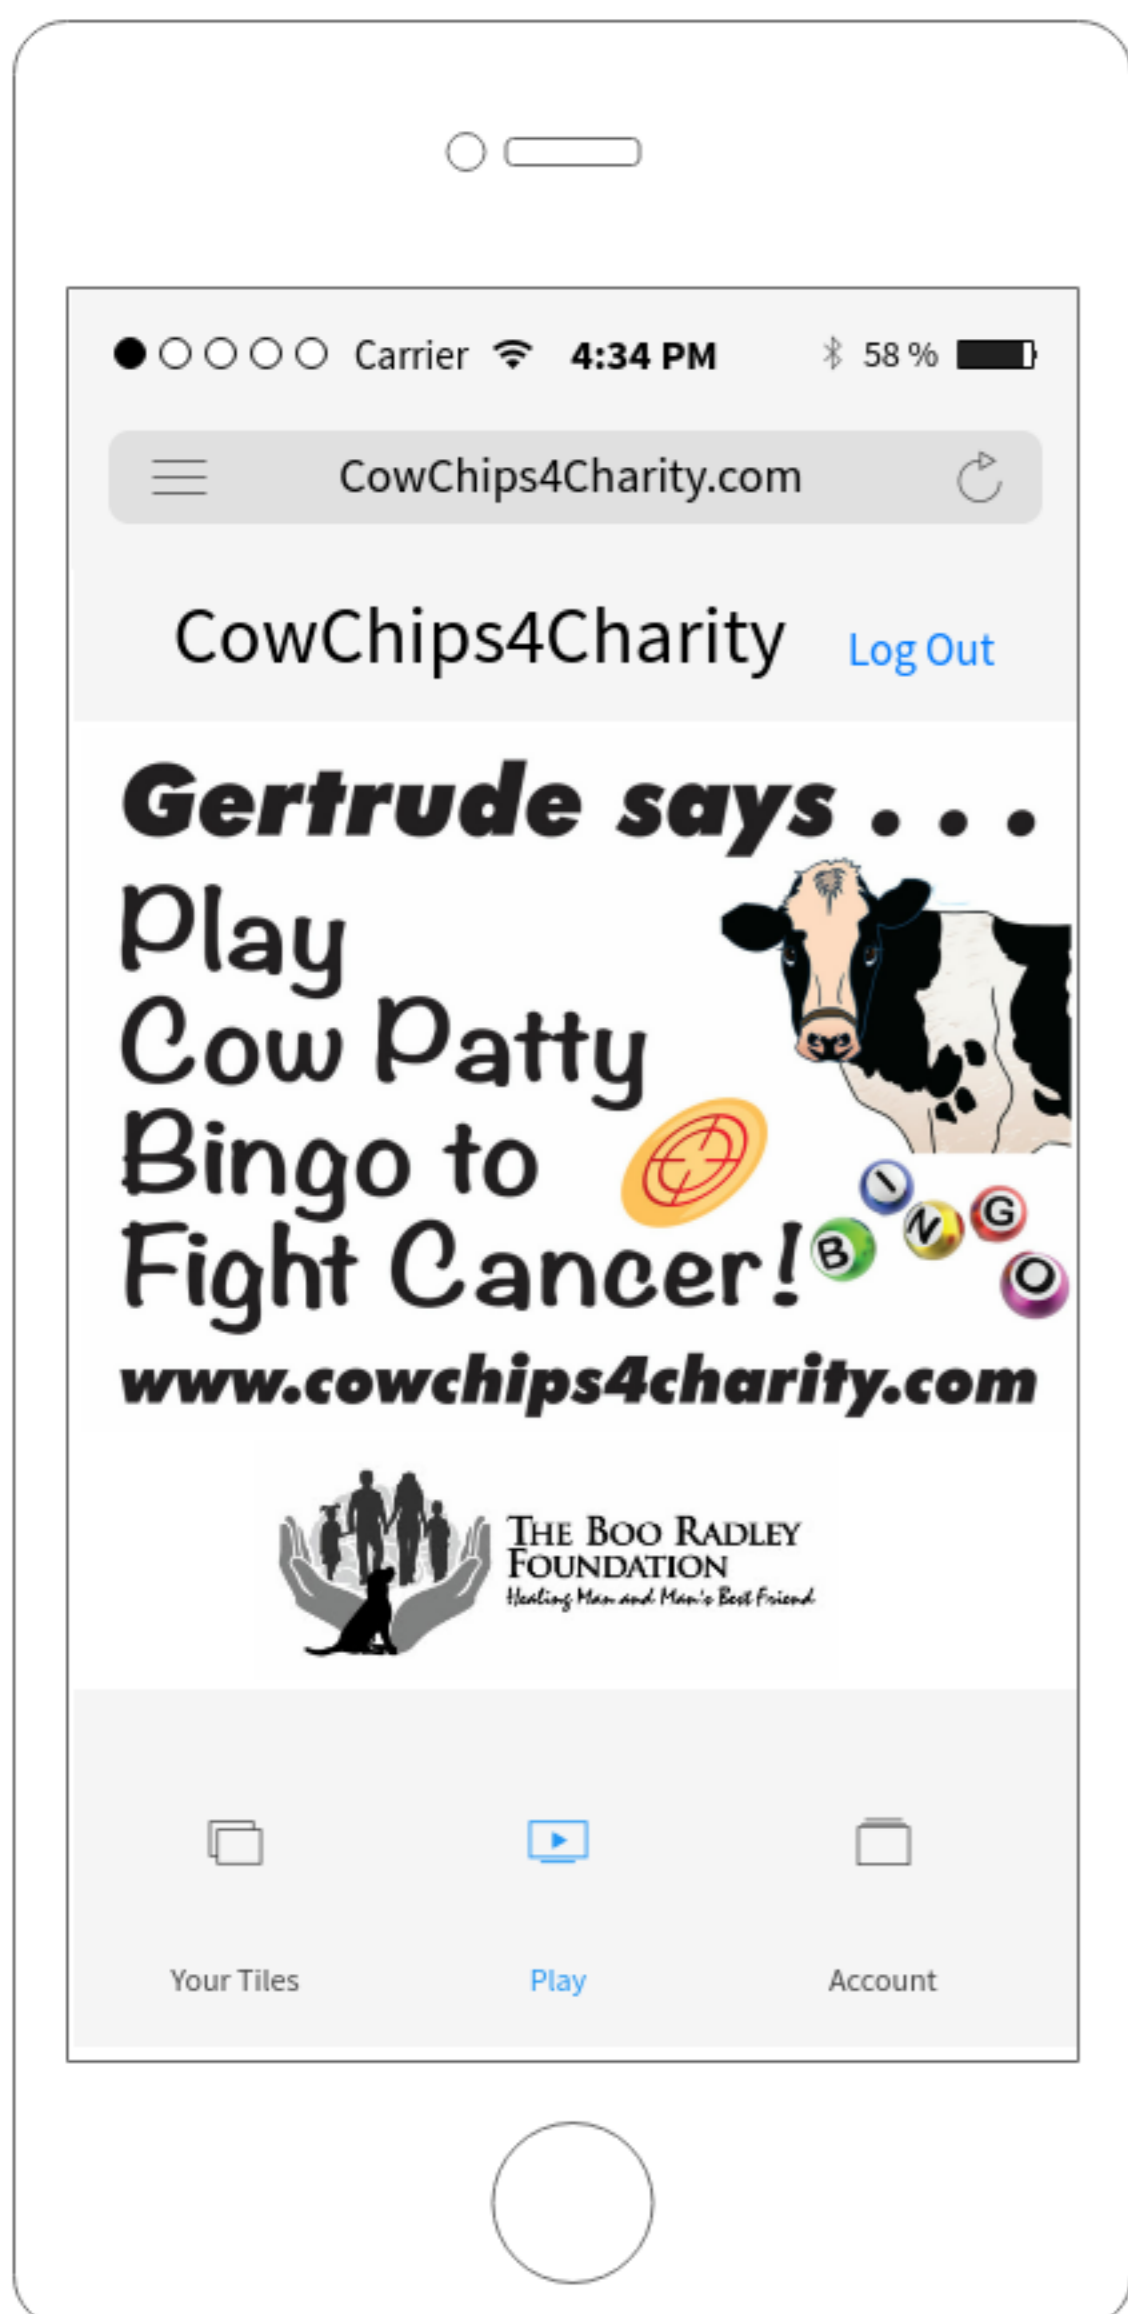 Carrier 4:34 PM 58 %
CowChips4Charity.com
CowChips4Charity Log Out
Gertrude says . . .
Play
Cow Patty
Bingo to
Fight Cancer!
B I N G O
www.cowchips4charity.com
THE BOO RADLEY
FOUNDATION
Healing Man and Man's Best Friend
Your Tiles Play Account